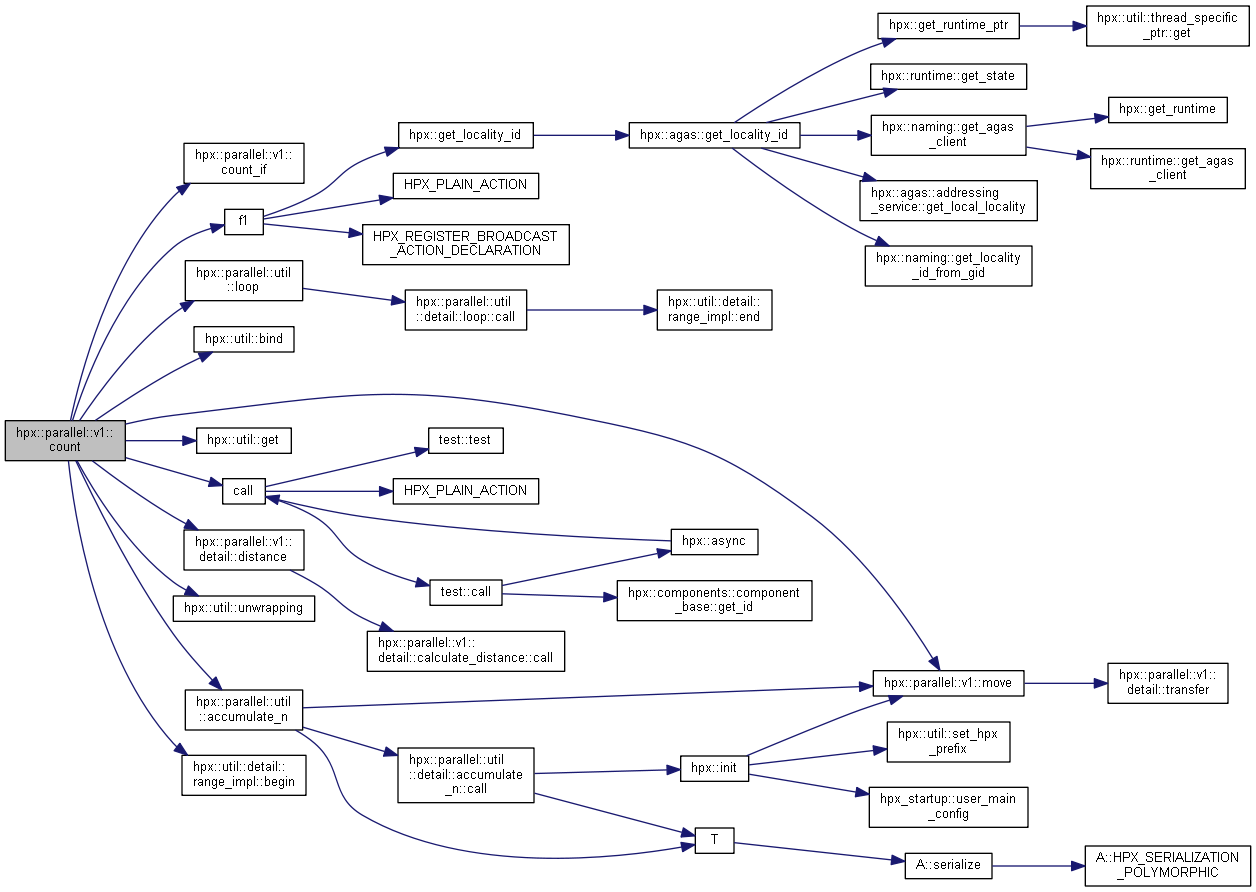 hpx::get_runtime_ptr
hpx::util::thread_specific
_ptr::get
hpx::runtime::get_state
hpx::get_runtime
hpx::get_locality_id
hpx::agas::get_locality_id
hpx::naming::get_agas
_client
hpx::parallel::v1::
count_if
hpx::runtime::get_agas
_client
HPX_PLAIN_ACTION
hpx::agas::addressing
_service::get_local_locality
f1
HPX_REGISTER_BROADCAST
_ACTION_DECLARATION
hpx::naming::get_locality
_id_from_gid
hpx::parallel::util
::loop
hpx::parallel::util
::detail::loop::call
hpx::util::detail::
range_impl::end
hpx::util::bind
hpx::parallel::v1::
count
hpx::util::get
test::test
call
HPX_PLAIN_ACTION
hpx::parallel::v1::
detail::distance
hpx::async
test::call
hpx::components::component
_base::get_id
hpx::util::unwrapping
hpx::parallel::v1::
detail::calculate_distance::call
hpx::parallel::v1::move
hpx::parallel::v1::
detail::transfer
hpx::parallel::util
::accumulate_n
hpx::util::set_hpx
_prefix
hpx::util::detail::
range_impl::begin
hpx::parallel::util
::detail::accumulate
_n::call
hpx::init
hpx_startup::user_main
_config
T
A::serialize
A::HPX_SERIALIZATION
_POLYMORPHIC